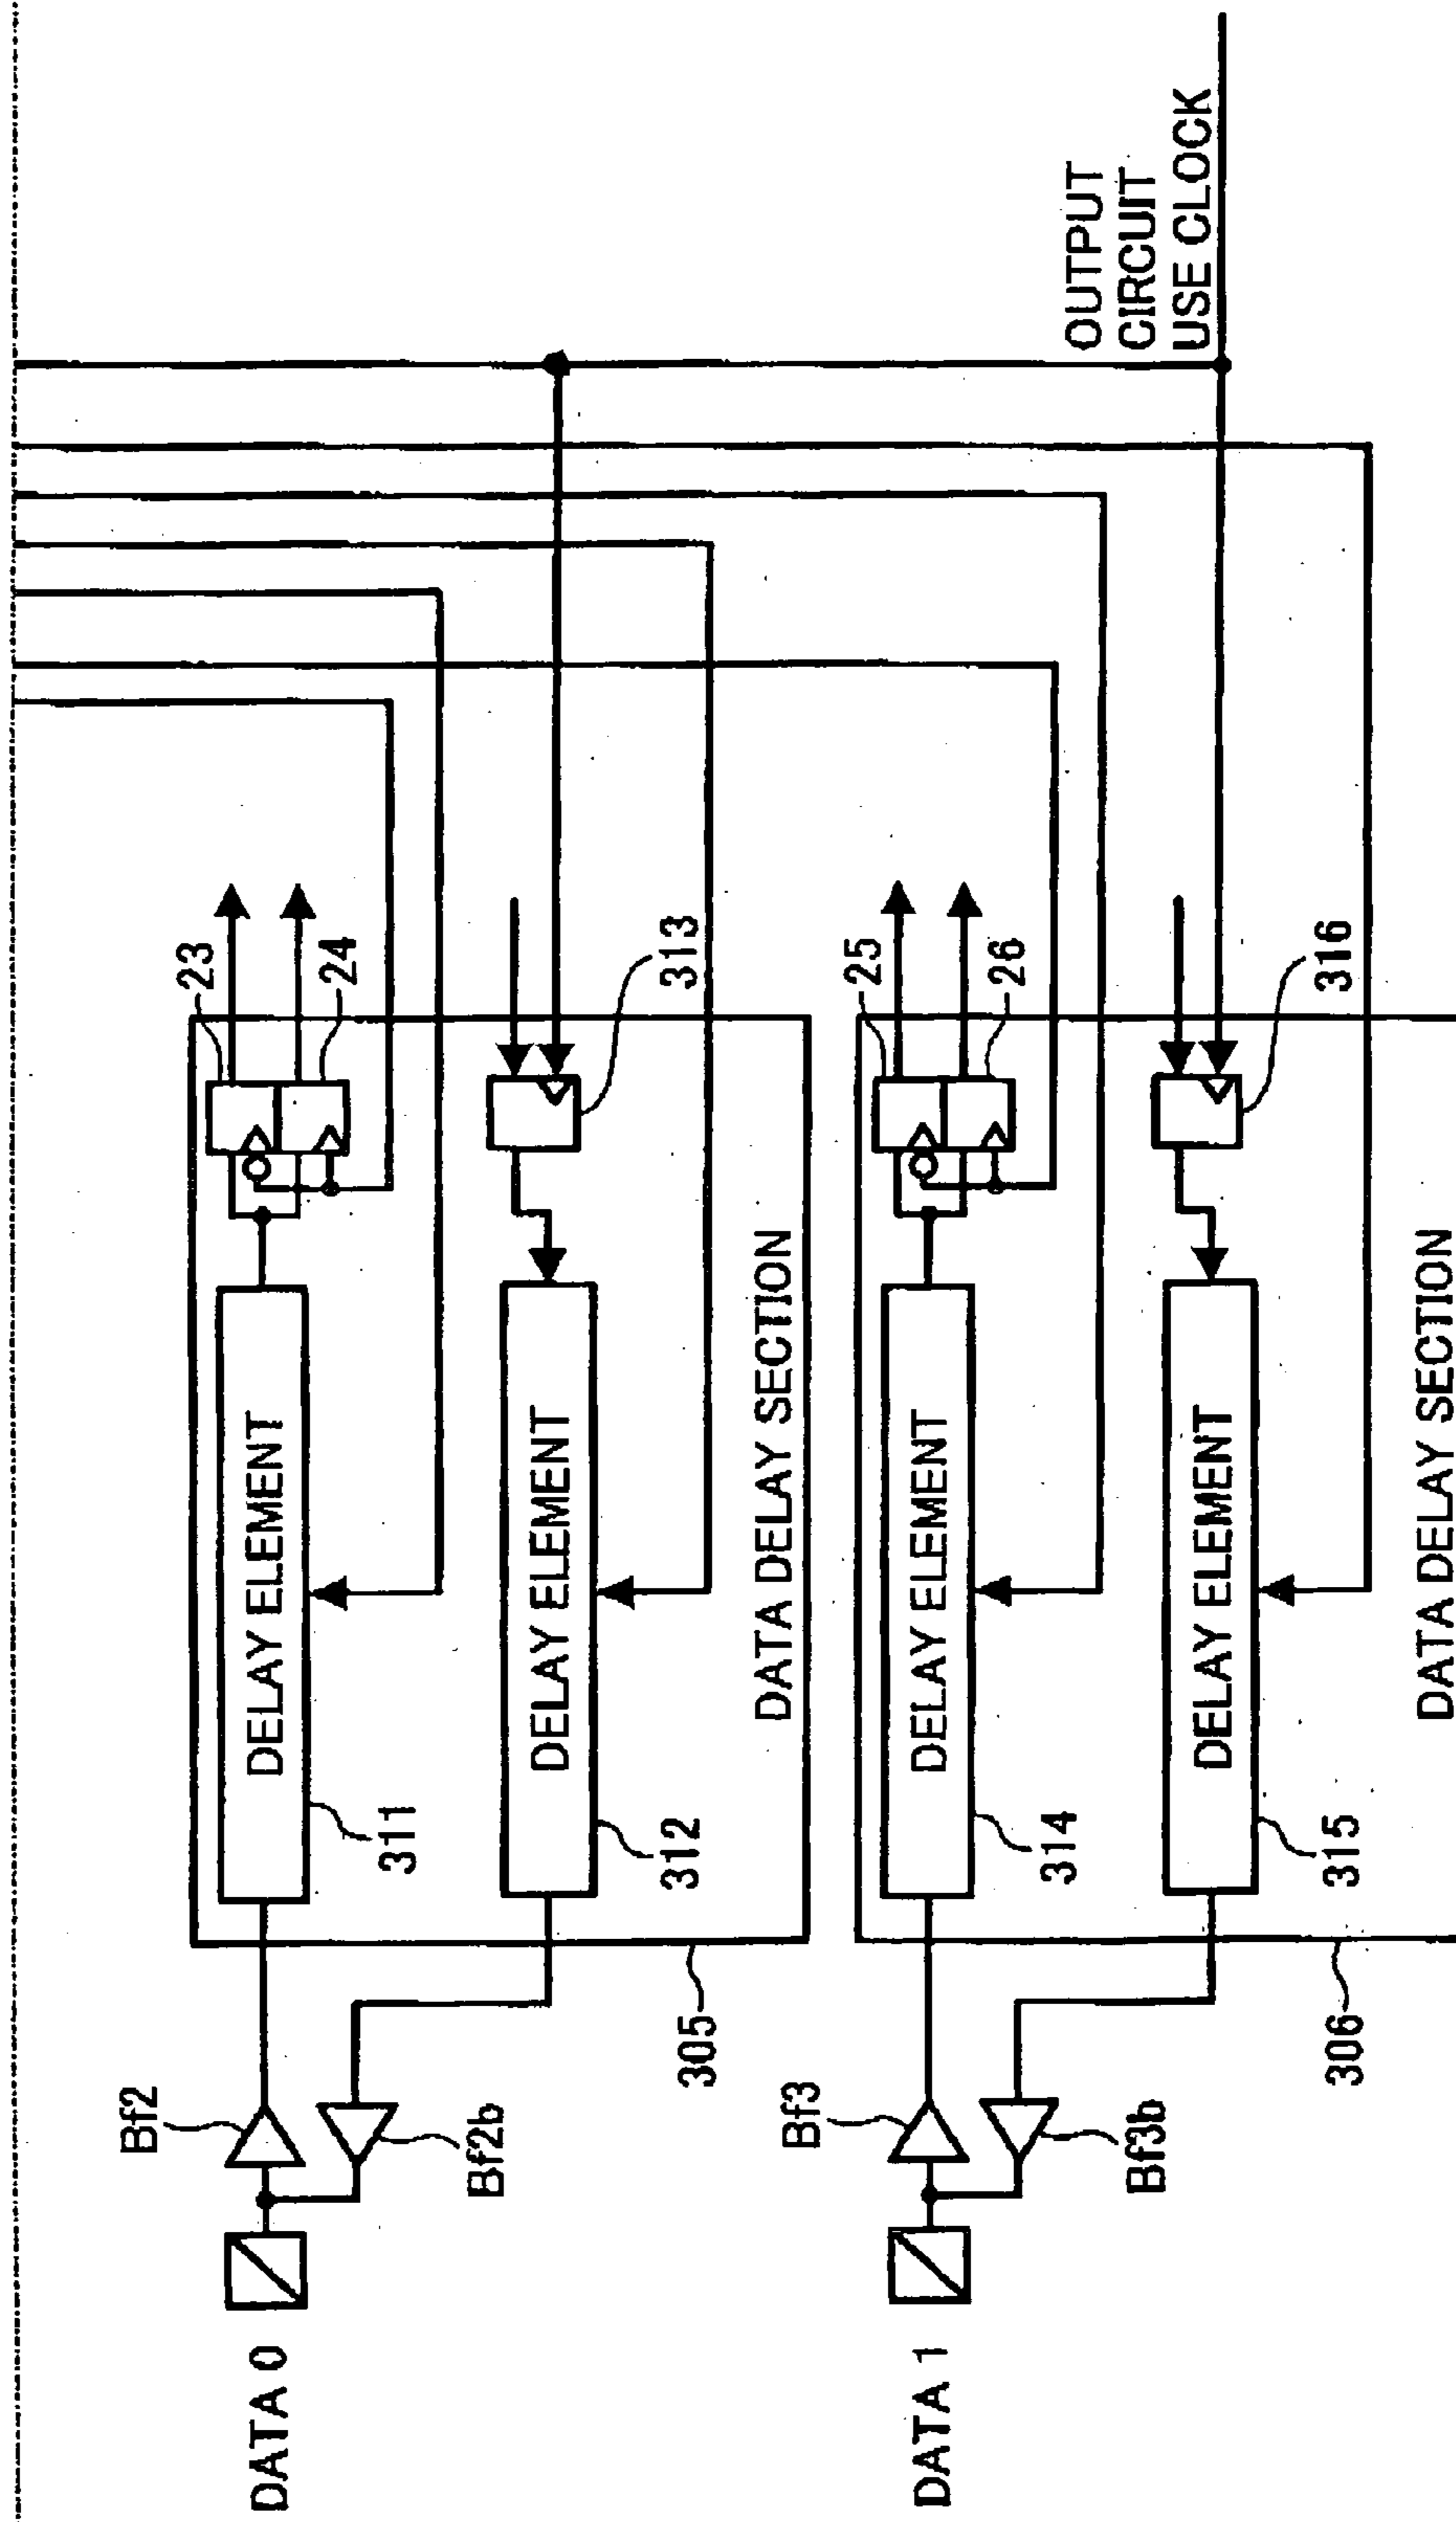 DATA 0
Bf2
Bf2b
305
311
DELAY ELEMENT
312
DELAY ELEMENT
DATA DELAY SECTION
23
24
313
DATA 1
Bf3
Bf3b
306
314
DELAY ELEMENT
315
DELAY ELEMENT
DATA DELAY SECTION
25
26
316
OUTPUT
CIRCUIT
USE CLOCK